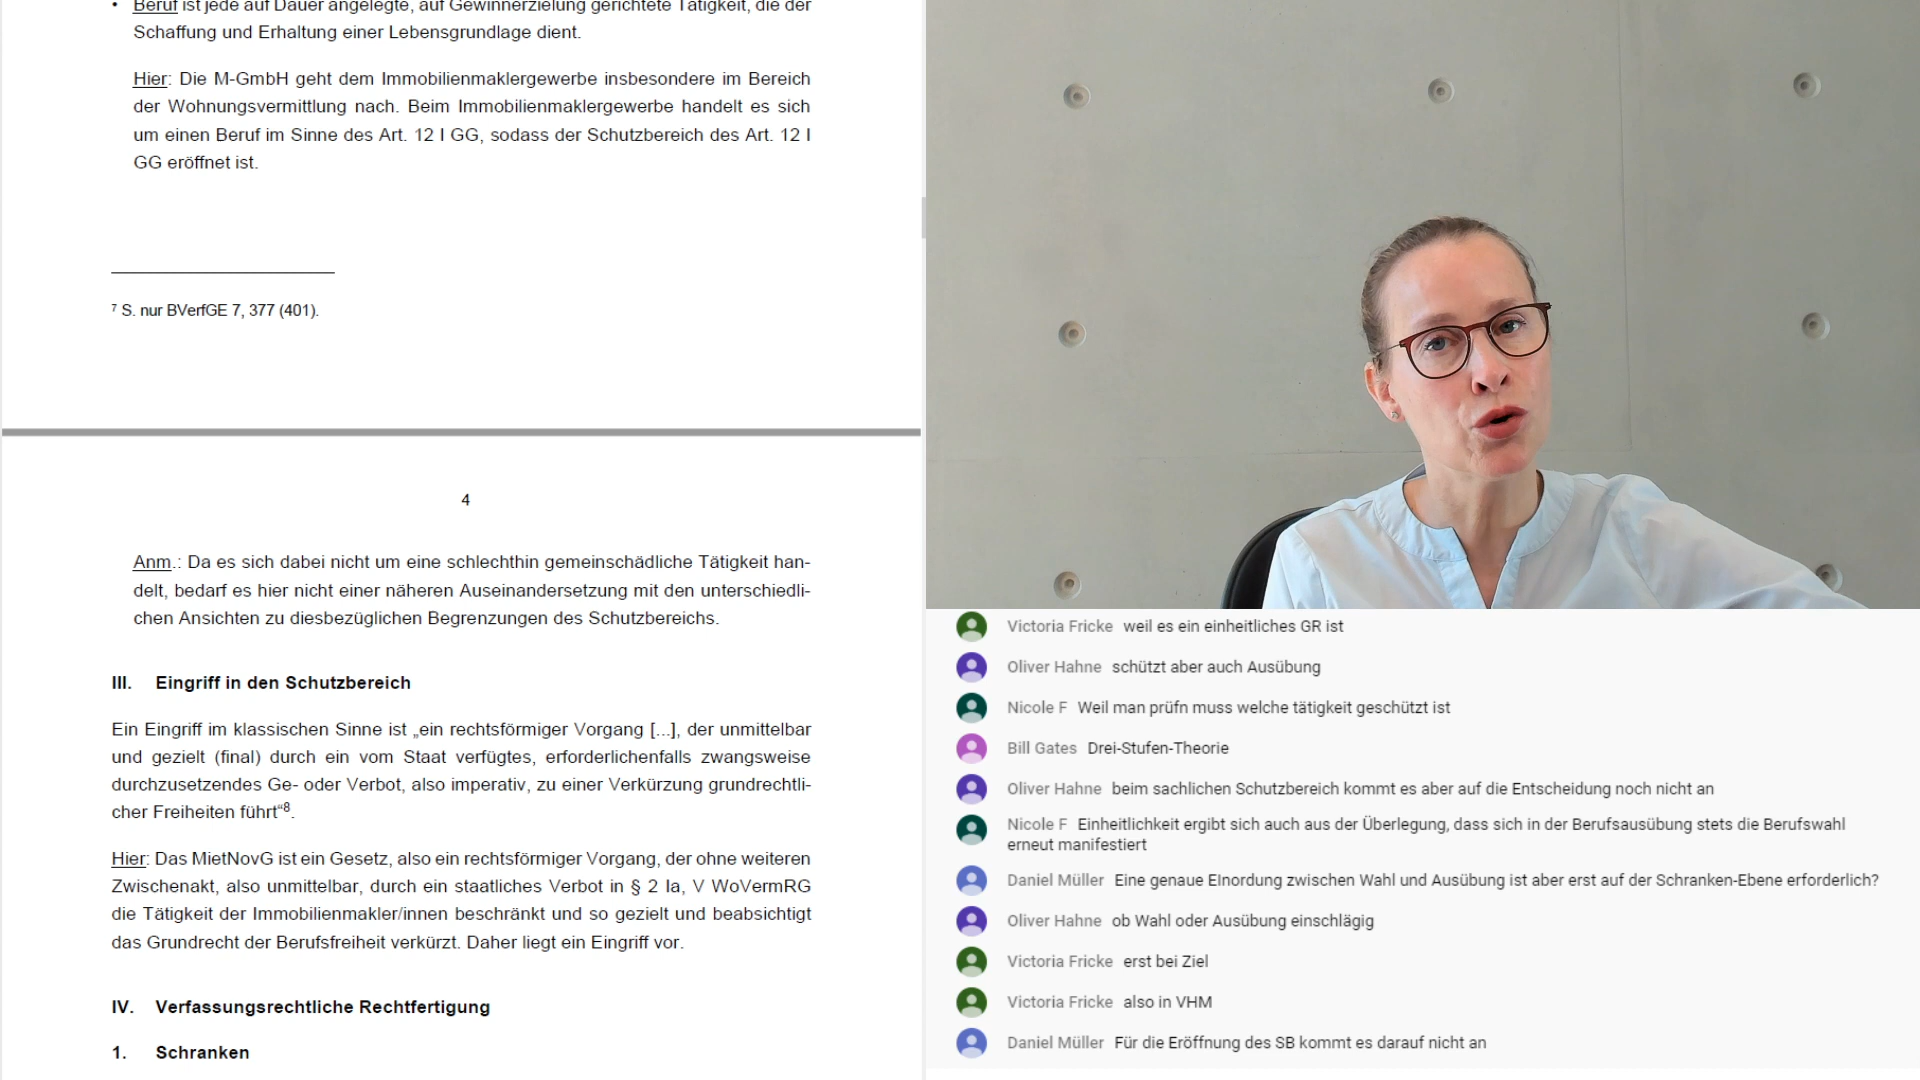 • Beruf ist jede auf Dauer angelegte, auf Gewinnerzielung gerichtete Tätigkeit, die der
Schaffung und Erhaltung einer Lebensgrundlage dient.
Hier: Die M-GmbH geht dem Immobilienmaklergewerbe insbesondere im Bereich
der Wohnungsvermittlung nach. Beim Immobilienmaklergewerbe handelt es sich
um einen Beruf im Sinne des Art. 12 I GG, sodass der Schutzbereich des Art. 12 I
GG eröffnet ist.
⁷ S. nur BVerfGE 7, 377 (401).
4
Anm.: Da es sich dabei nicht um eine schlechthin gemeinschädliche Tätigkeit han-
delt, bedarf es hier nicht einer näheren Auseinandersetzung mit den unterschiedli-
chen Ansichten zu diesbezüglichen Begrenzungen des Schutzbereichs.
III. Eingriff in den Schutzbereich
Ein Eingriff im klassischen Sinne ist „ein rechtsförmiger Vorgang [...], der unmittelbar
und gezielt (final) durch ein vom Staat verfügtes, erforderlichenfalls zwangsweise
durchzusetzendes Ge- oder Verbot, also imperativ, zu einer Verkürzung grundrechtli-
cher Freiheiten führt“⁸.
Hier: Das MietNovG ist ein Gesetz, also ein rechtsförmiger Vorgang, der ohne weiteren
Zwischenakt, also unmittelbar, durch ein staatliches Verbot in § 2 Ia, V WoVermRG
die Tätigkeit der Immobilienmakler/innen beschränkt und so gezielt und beabsichtigt
das Grundrecht der Berufsfreiheit verkürzt. Daher liegt ein Eingriff vor.
IV. Verfassungsrechtliche Rechtfertigung
1. Schranken
Victoria Fricke weil es ein einheitliches GR ist
Oliver Hahne schützt aber auch Ausübung
Nicole F Weil man prüfn muss welche tätigkeit geschützt ist
Bill Gates Drei-Stufen-Theorie
Oliver Hahne beim sachlichen Schutzbereich kommt es aber auf die Entscheidung noch nicht an
Nicole F Einheitlichkeit ergibt sich auch aus der Überlegung, dass sich in der Berufsausübung stets die Berufswahl
erneut manifestiert
Daniel Müller Eine genaue EInordung zwischen Wahl und Ausübung ist aber erst auf der Schranken-Ebene erforderlich?
Oliver Hahne ob Wahl oder Ausübung einschlägig
Victoria Fricke erst bei Ziel
Victoria Fricke also in VHM
Daniel Müller Für die Eröffnung des SB kommt es darauf nicht an